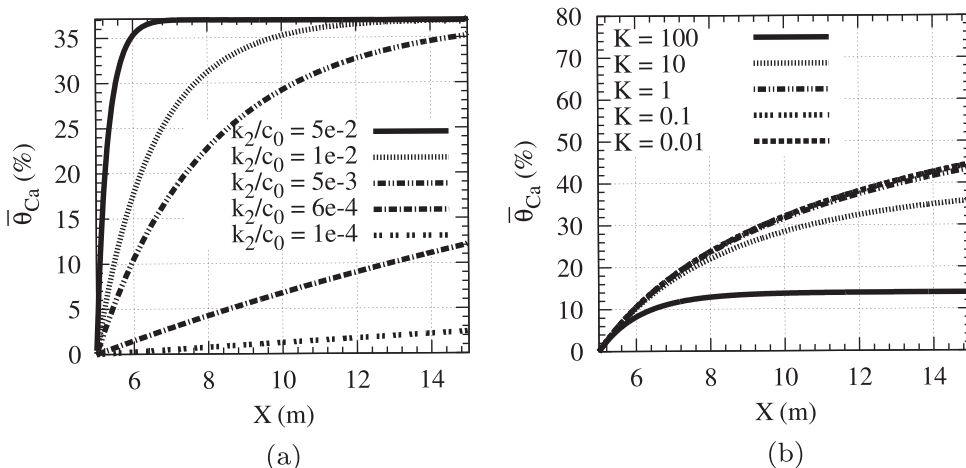 35
30
25
20
15
10
5
0
θ̅Ca (%)
k2/c0 = 5e-2
k2/c0 = 1e-2
k2/c0 = 5e-3
k2/c0 = 6e-4
k2/c0 = 1e-4
6 8 10 12 14
X (m)
(a)
80
70
60
50
40
30
20
10
0
θ̅Ca (%)
K = 100
K = 10
K = 1
K = 0.1
K = 0.01
6 8 10 12 14
X (m)
(b)